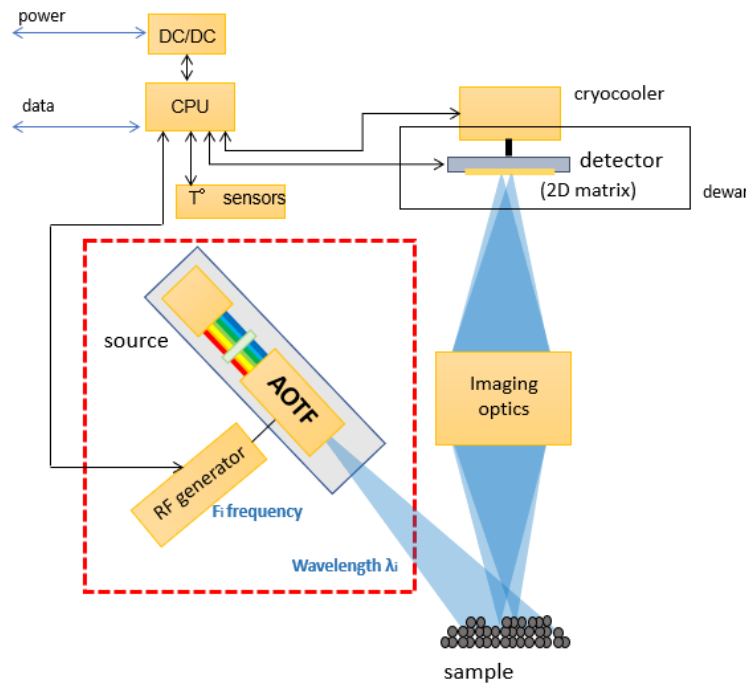 power
DC/DC
data
CPU
cryocooler
detector
(2D matrix)
dewar
T° sensors
source
AOTF
RF generator
Fi frequency
Wavelength λi
Imaging
optics
sample